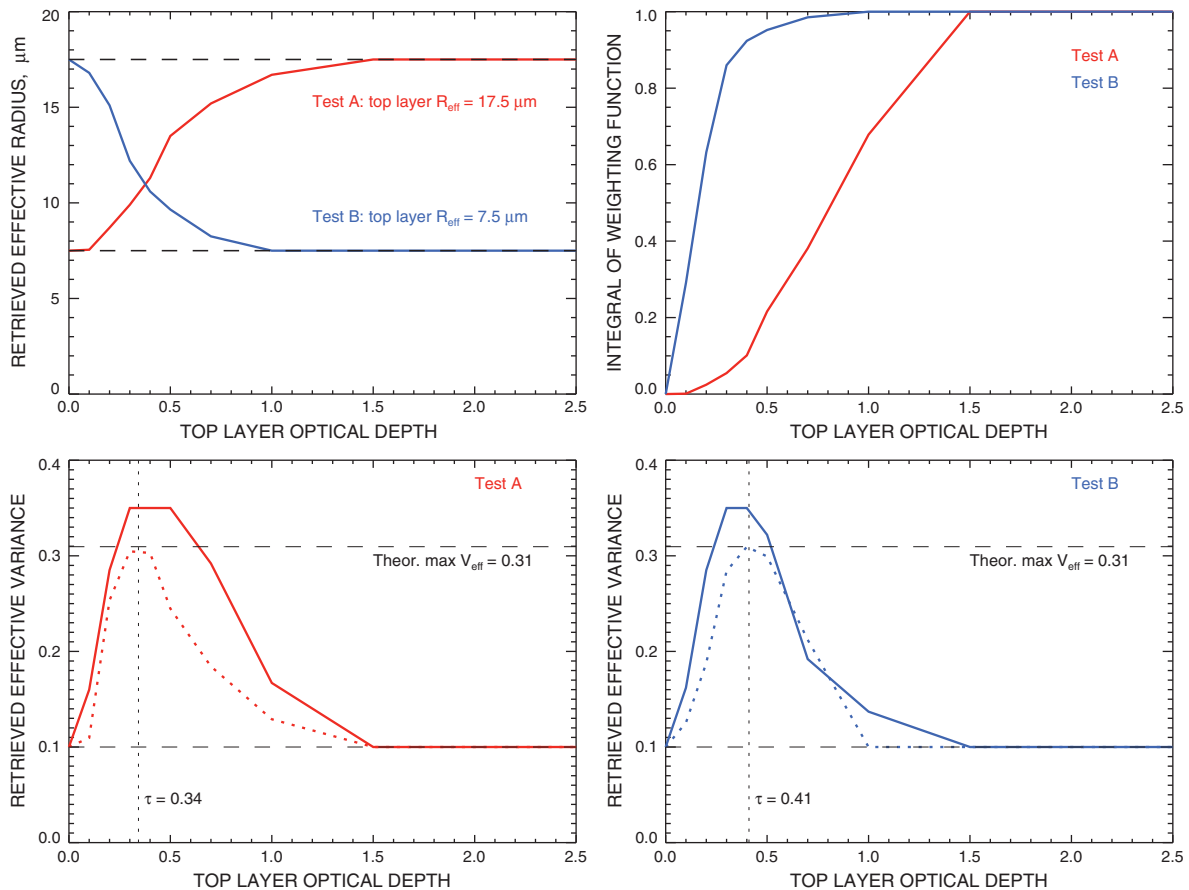 20
15
10
5
0
RETRIEVED EFFECTIVE RADIUS, μm
Test A: top layer Reff = 17.5 μm
Test B: top layer Reff = 7.5 μm
0.0 0.5 1.0 1.5 2.0 2.5
TOP LAYER OPTICAL DEPTH
1.0
0.8
0.6
0.4
0.2
0.0
INTEGRAL OF WEIGHTING FUNCTION
Test A
Test B
0.0 0.5 1.0 1.5 2.0 2.5
TOP LAYER OPTICAL DEPTH
0.4
0.3
0.2
0.1
0.0
RETRIEVED EFFECTIVE VARIANCE
Test A
Theor. max Veff = 0.31
τ = 0.34
0.0 0.5 1.0 1.5 2.0 2.5
TOP LAYER OPTICAL DEPTH
0.4
0.3
0.2
0.1
0.0
RETRIEVED EFFECTIVE VARIANCE
Test B
Theor. max Veff = 0.31
τ = 0.41
0.0 0.5 1.0 1.5 2.0 2.5
TOP LAYER OPTICAL DEPTH